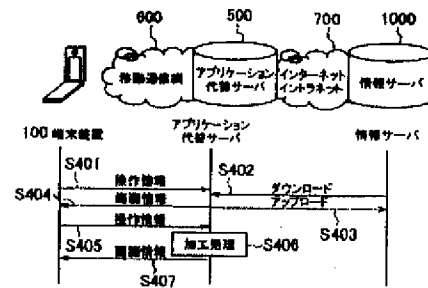 600
500
700
1000
移動通信網
アプリケーション
代替サーバ
インターネット
イントラネット
情報サーバ
100 端末装置
アプリケーション
代替サーバ
情報サーバ
S401
操作情報
S402
ダウンロード
S404
画面情報
アップロード
S403
操作情報
S405
加工処理
S406
画面情報
S407